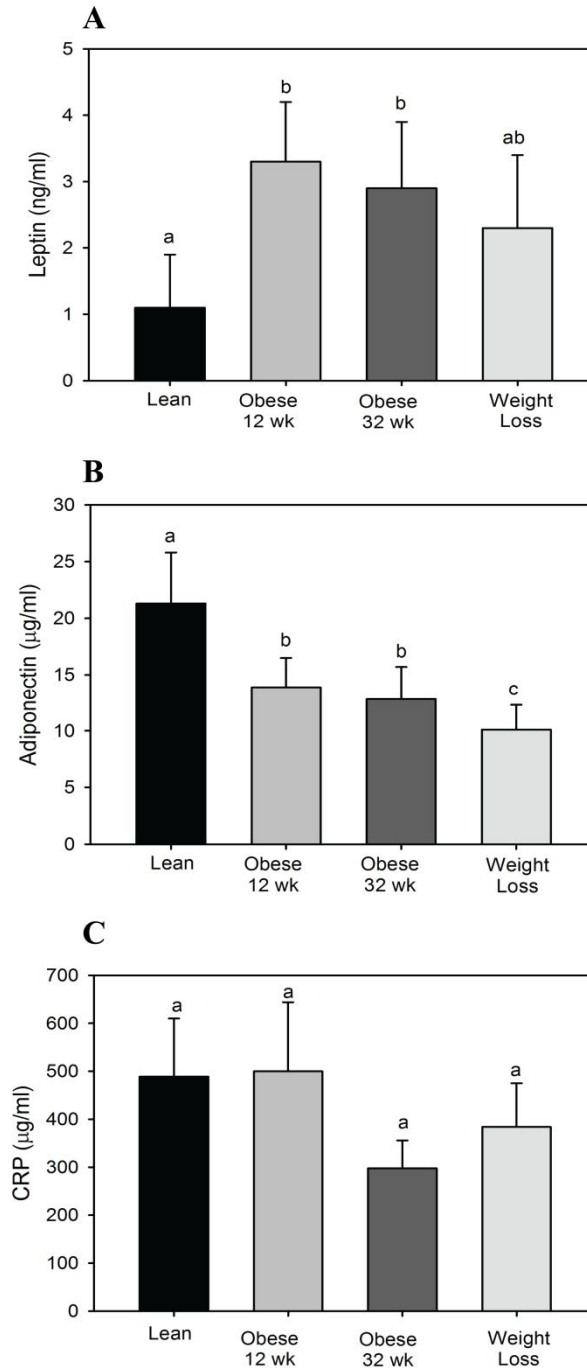 A
5
4
3
2
1
0
Leptin (ng/ml)
a
b
b
ab
Lean
Obese
12 wk
Obese
32 wk
Weight
Loss
B
30
25
20
15
10
5
0
Adiponectin (μg/ml)
a
b
b
c
Lean
Obese
12 wk
Obese
32 wk
Weight
Loss
C
700
600
500
400
300
200
100
0
CRP (μg/ml)
a
a
a
a
Lean
Obese
12 wk
Obese
32 wk
Weight
Loss